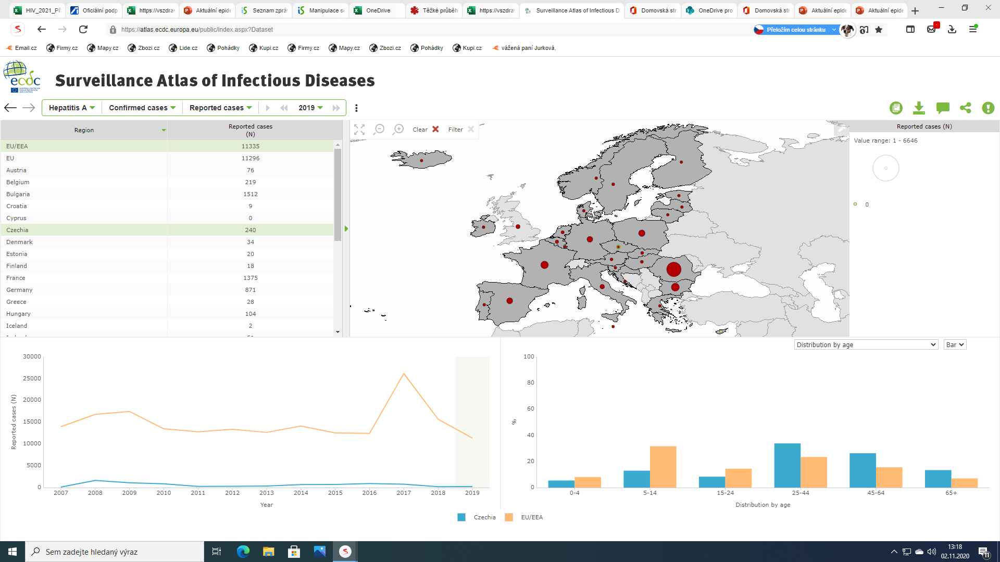 HIV_2021_Př
Oficiální podp
https://vszdrav
Aktuální epide
Seznam zpráv
Manipulace se
OneDrive
Těžké průběh
https://vszdrav
Surveillance Atlas of Infectious D
Domovská str
OneDrive pro
Domovská str
Aktuální epide
Aktuální epide
https://atlas.ecdc.europa.eu/public/index.aspx?Dataset
Přeložím celou stránku
Email.cz Firmy.cz Mapy.cz Zbozi.cz Lide.cz Pohádky Kupi.cz Firmy.cz Mapy.cz Zbozi.cz Pohádky Kupi.cz vážená paní Jurková,
ecdc
Surveillance Atlas of Infectious Diseases
Hepatitis A Confirmed cases Reported cases 2019
Region Reported cases
(N)
EU/EEA 11335
EU 11296
Austria 76
Belgium 219
Bulgaria 1512
Croatia 9
Cyprus 0
Czechia 240
Denmark 34
Estonia 20
Finland 18
France 1375
Germany 871
Greece 28
Hungary 104
Iceland 2
Clear Filter
Reported cases (N)
Value range: 1 - 6646
0
30000
25000
20000
15000
10000
5000
0
Reported cases (N)
2007 2008 2009 2010 2011 2012 2013 2014 2015 2016 2017 2018 2019
Year
Distribution by age Bar
100
80
60
40
20
0
%
0-4 5-14 15-24 25-44 45-64 65+
Distribution by age
Czechia EU/EEA
Sem zadejte hledaný výraz
13:18
02.11.2020
11